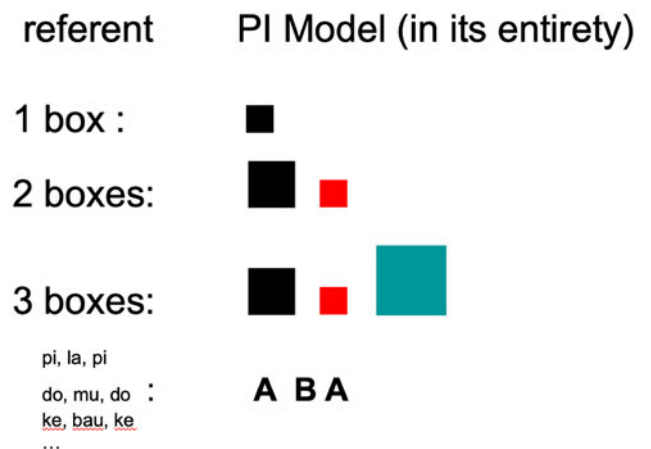 referent PI Model (in its entirety)
1 box :
2 boxes:
3 boxes:
pi, la, pi
do, mu, do : A B A
ke, bau, ke
...